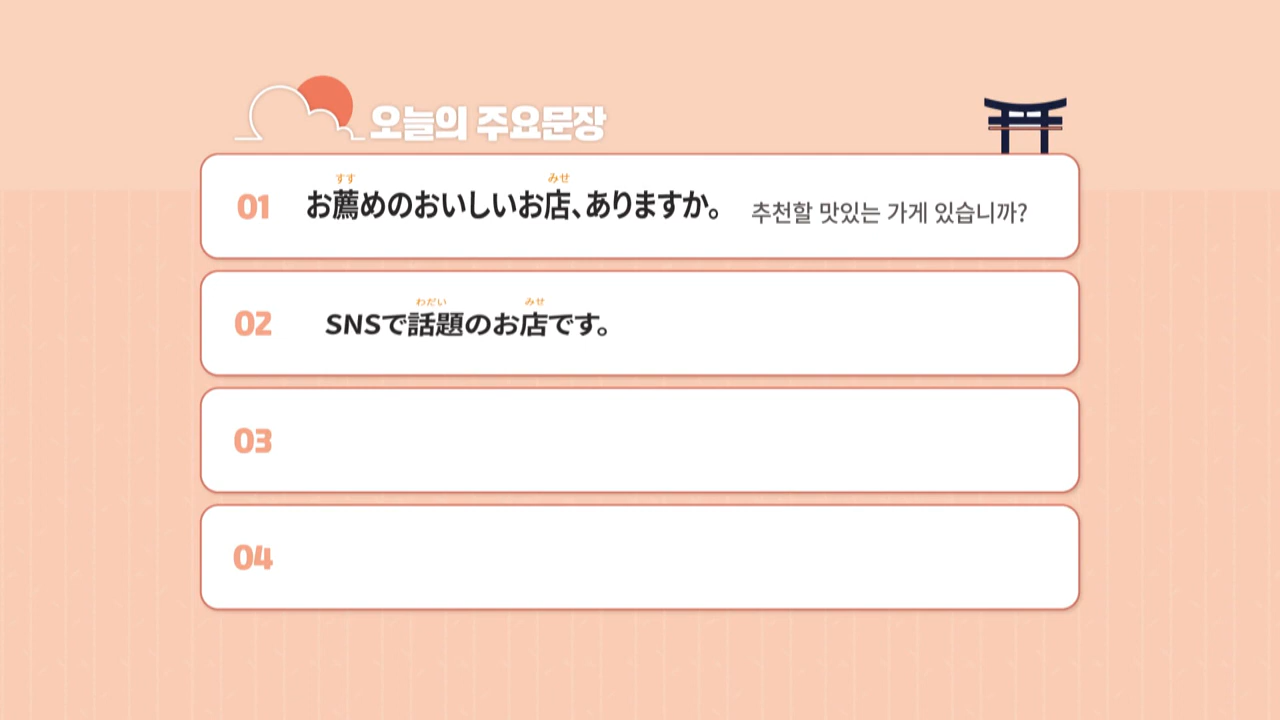 오늘의 주요문장
すす みせ
01 お薦めのおいしいお店、ありますか。 추천할 맛있는 가게 있습니까?
わだい みせ
02 SNSで話題のお店です。
03
04